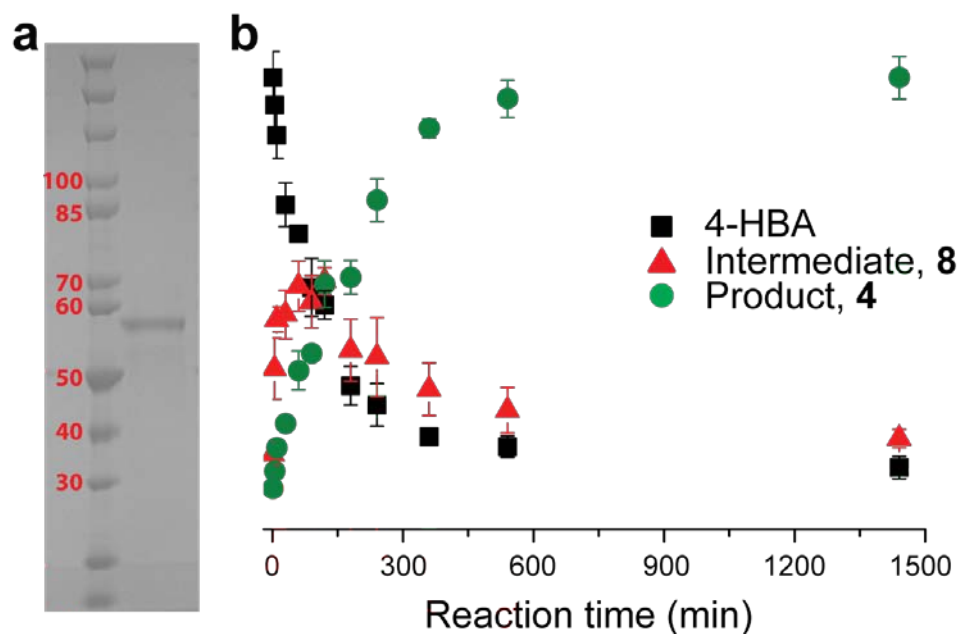 a
100
85
70
60
50
40
30
b
4-HBA
Intermediate, 8
Product, 4
0 300 600 900 1200 1500
Reaction time (min)